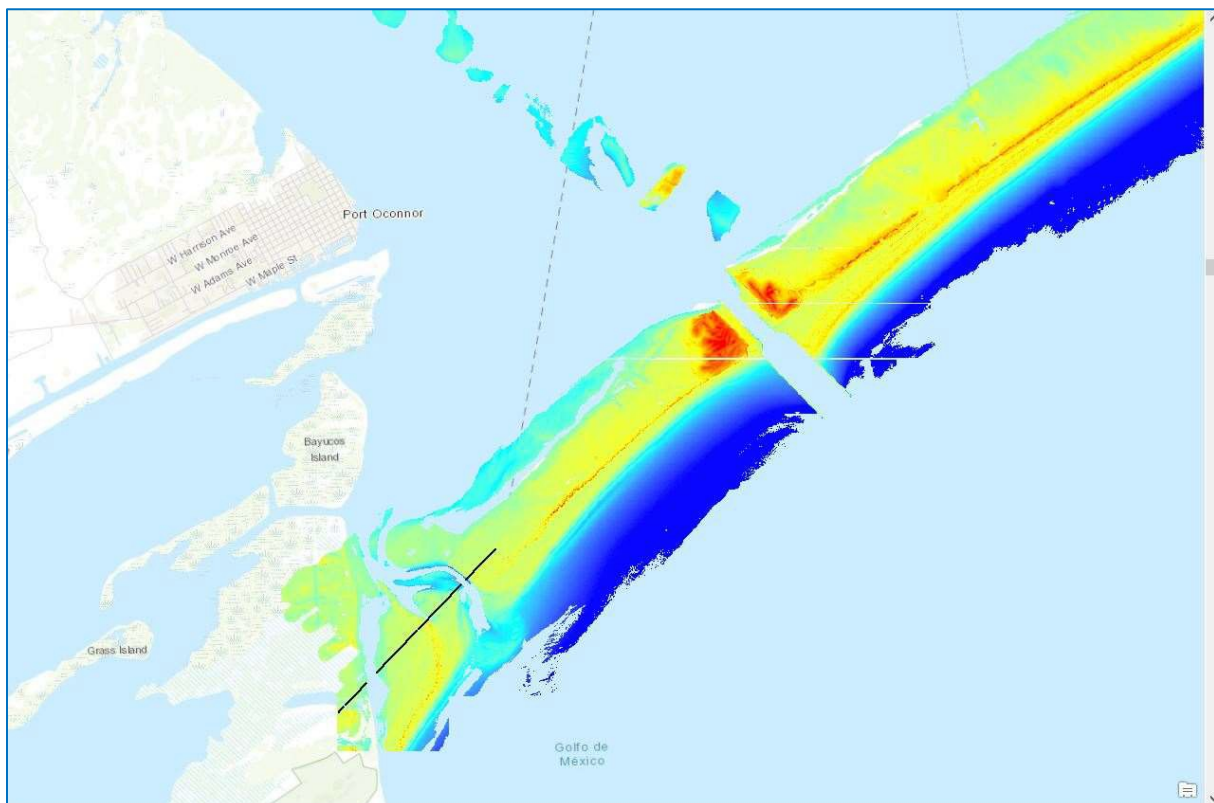 Port Oconnor
W Harrison Ave
W Monroe Ave
W Adams Ave
W Maple St
Bayucos
Island
Grass Island
Golfo de
México